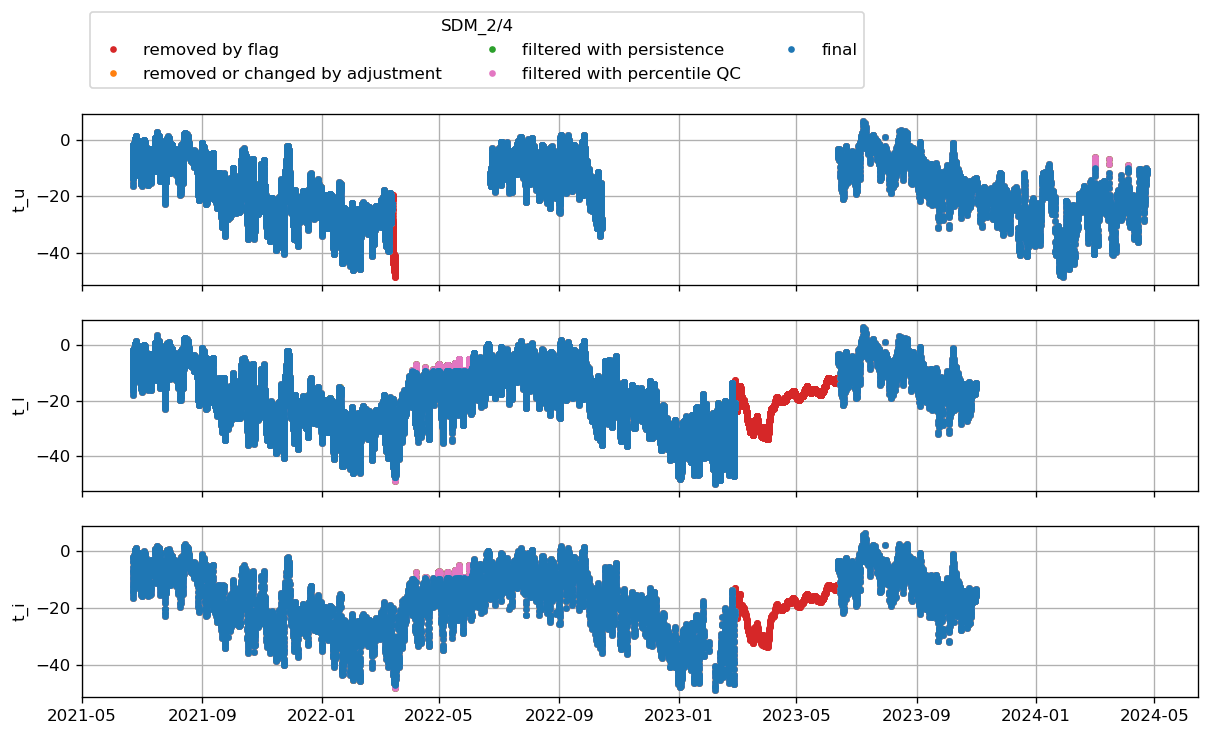 SDM_2/4
removed by flag
filtered with persistence
final
removed or changed by adjustment
filtered with percentile QC
t_u
0
−20
−40
t_l
0
−20
−40
t_i
0
−20
−40
2021-05 2021-09 2022-01 2022-05 2022-09 2023-01 2023-05 2023-09 2024-01 2024-05